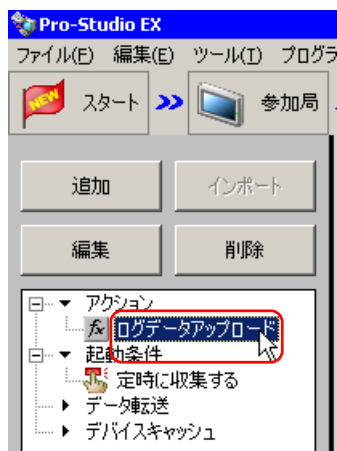 Pro-Studio EX
ファイル(F) 編集(E) ツール(T) プログラ
NEW スタート >> 参加局
追加 インポート
編集 削除
アクション
fx ログデータアップロード
起動条件
定時に収集する
データ転送
デバイスキャッシュ